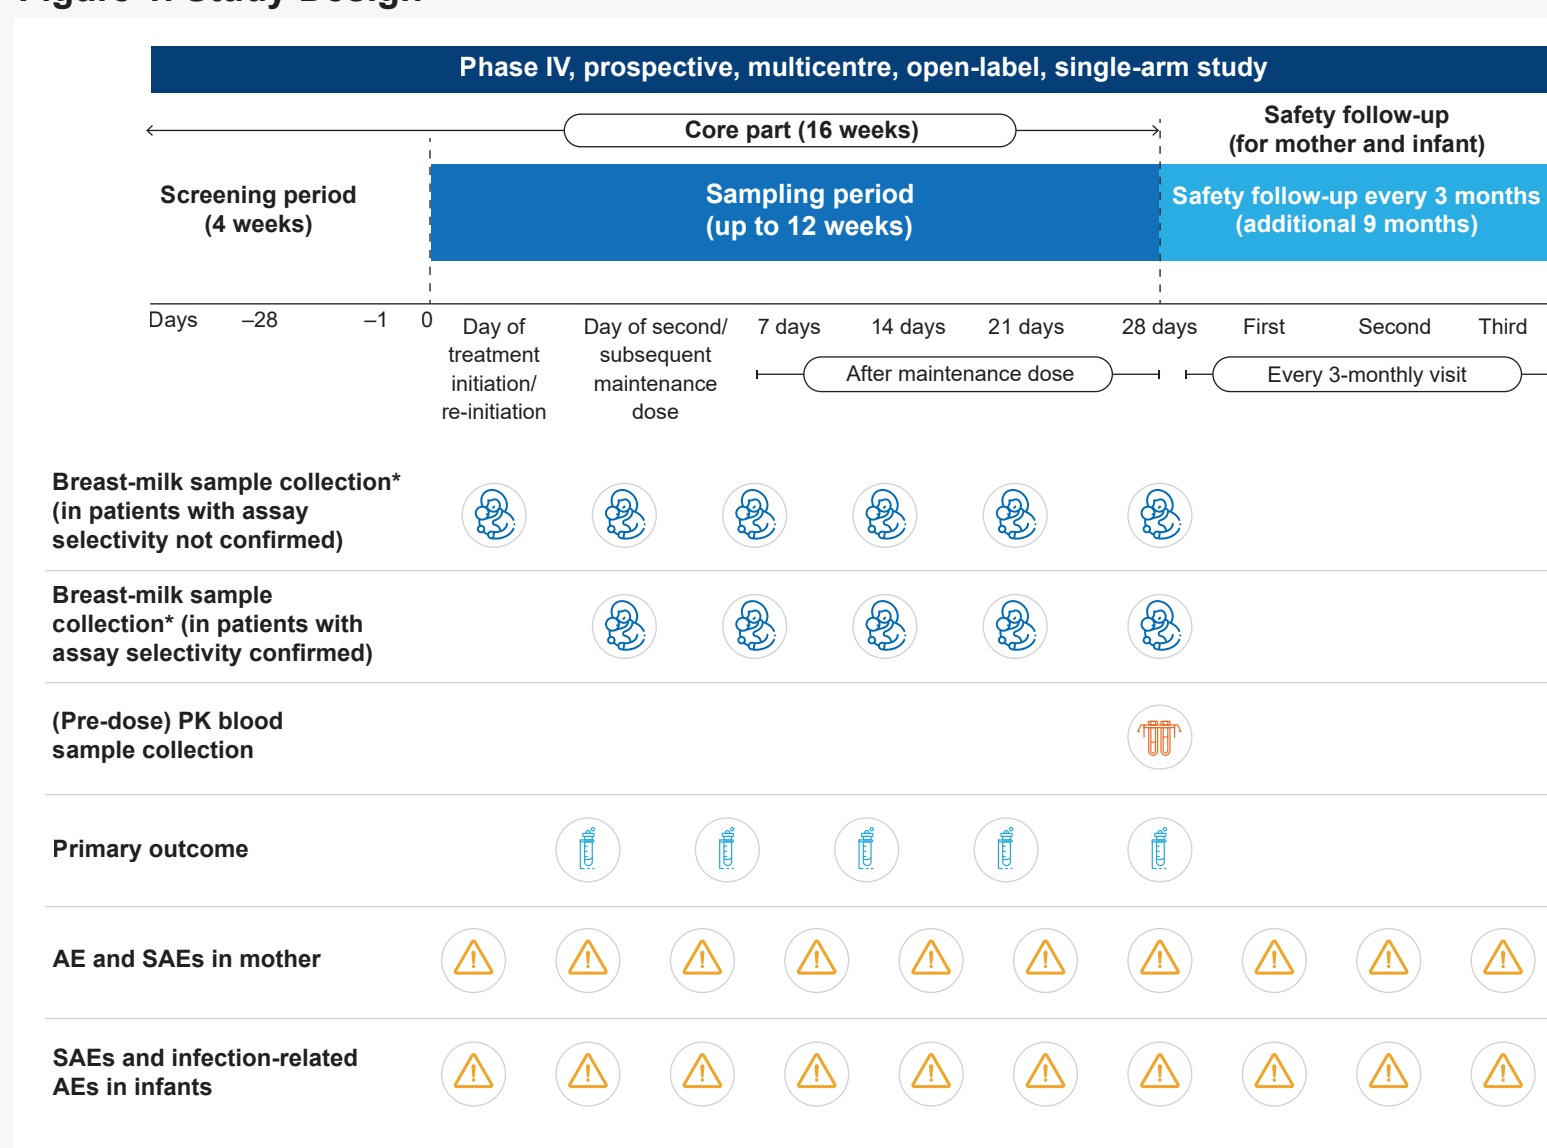 Figure 1. Study Design
Phase IV, prospective, multicentre, open-label, single-arm study
Core part (16 weeks)
Safety follow-up
(for mother and infant)
Screening period
(4 weeks)
Sampling period
(up to 12 weeks)
Safety follow-up every 3 months
(additional 9 months)
Days –28 –1 0
Day of
treatment
initiation/
re-initiation
Day of second/
subsequent
maintenance
dose
7 days 14 days 21 days 28 days First Second Third
After maintenance dose
Every 3-monthly visit
Breast-milk sample collection*
(in patients with assay
selectivity not confirmed)
Breast-milk sample
collection* (in patients with
assay selectivity confirmed)
(Pre-dose) PK blood
sample collection
Primary outcome
AE and SAEs in mother
SAEs and infection-related
AEs in infants